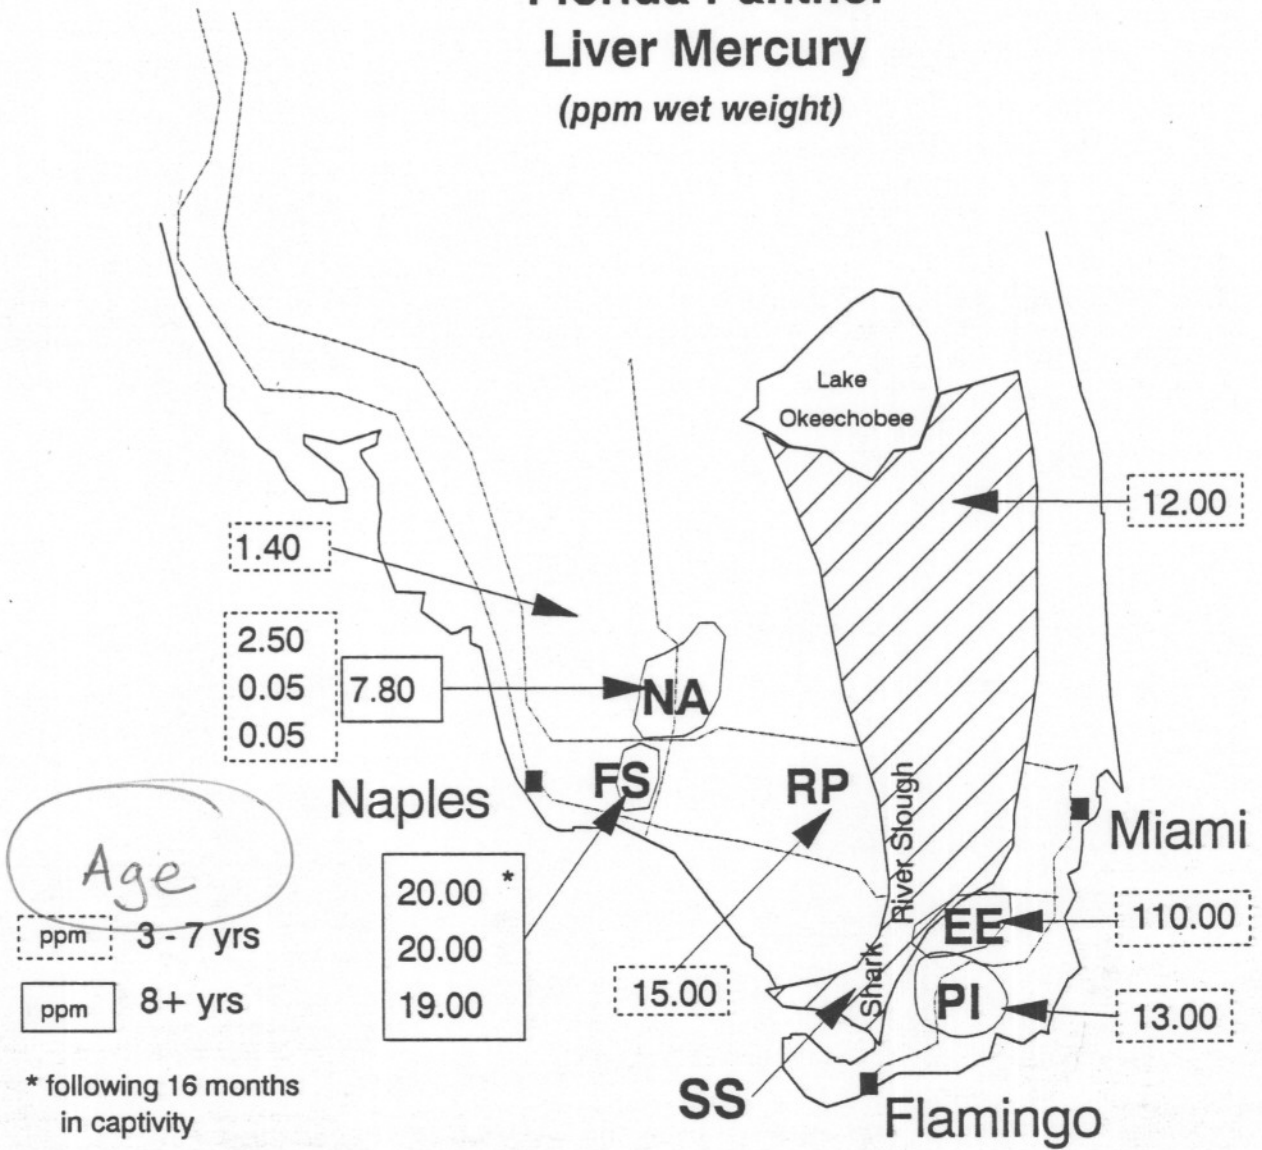 Florida Panther
Liver Mercury
(ppm wet weight)
Lake
Okeechobee
12.00
1.40
2.50
0.05
0.05
7.80
NA
FS
RP
Naples
River Slough
Shark
Miami
Age
ppm 3 - 7 yrs
ppm 8+ yrs
* following 16 months
in captivity
20.00 *
20.00
19.00
15.00
EE
110.00
PI
13.00
SS
Flamingo